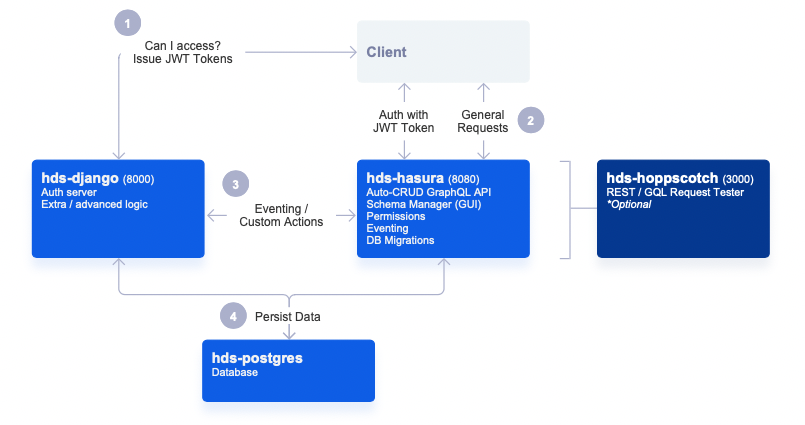 1
Can I access?
Issue JWT Tokens
Client
Auth with
JWT Token
General
Requests
2
hds-django (8000)
Auth server
Extra / advanced logic
3
Eventing /
Custom Actions
hds-hasura (8080)
Auto-CRUD GraphQL API
Schema Manager (GUI)
Permissions
Eventing
DB Migrations
hds-hoppscotch (3000)
REST / GQL Request Tester
*Optional
4
Persist Data
hds-postgres
Database